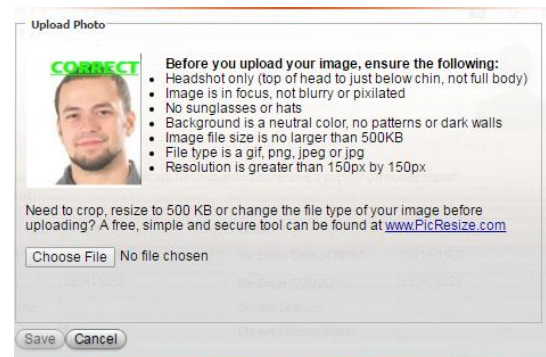 Upload Photo
CORRECT
Before you upload your image, ensure the following:
• Headshot only (top of head to just below chin, not full body)
• Image is in focus, not blurry or pixilated
• No sunglasses or hats
• Background is a neutral color, no patterns or dark walls
• Image file size is no larger than 500KB
• File type is a gif, png, jpeg or jpg
• Resolution is greater than 150px by 150px
Need to crop, resize to 500 KB or change the file type of your image before
uploading? A free, simple and secure tool can be found at www.PicResize.com
Choose File No file chosen
Save Cancel